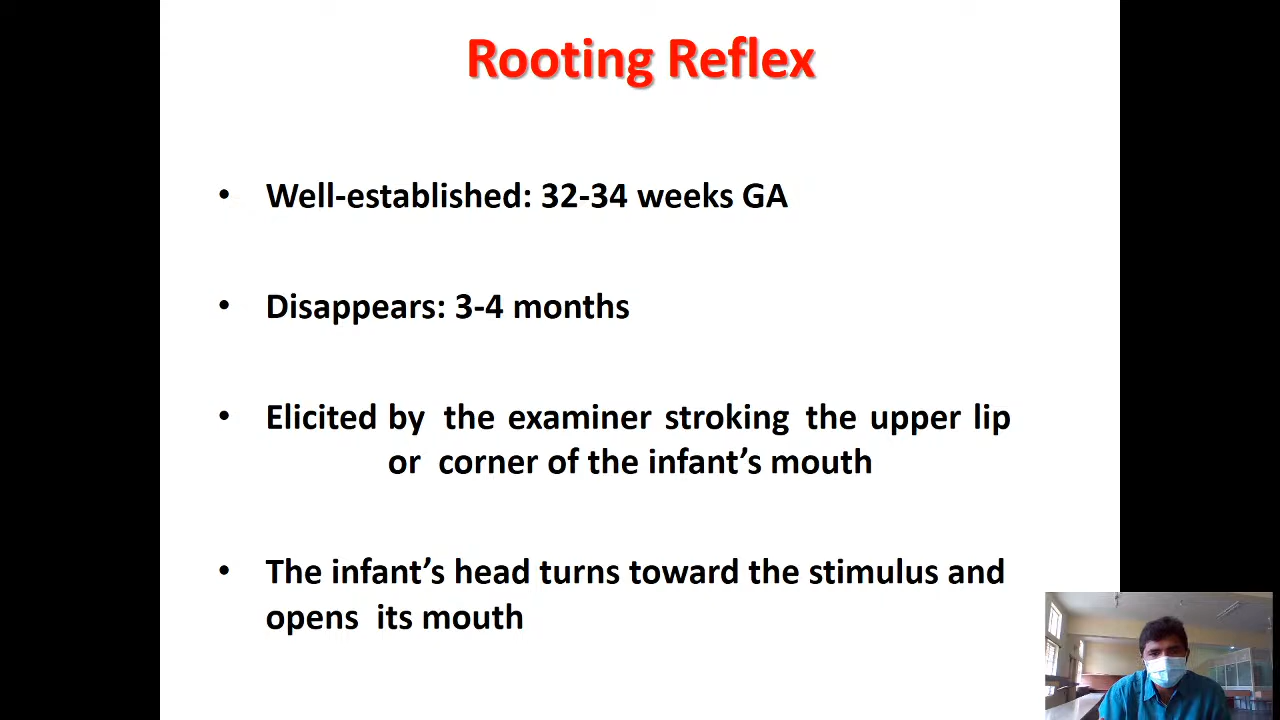 Rooting Reflex
• Well-established: 32-34 weeks GA
• Disappears: 3-4 months
• Elicited by the examiner stroking the upper lip
or corner of the infant’s mouth
• The infant’s head turns toward the stimulus and
opens its mouth